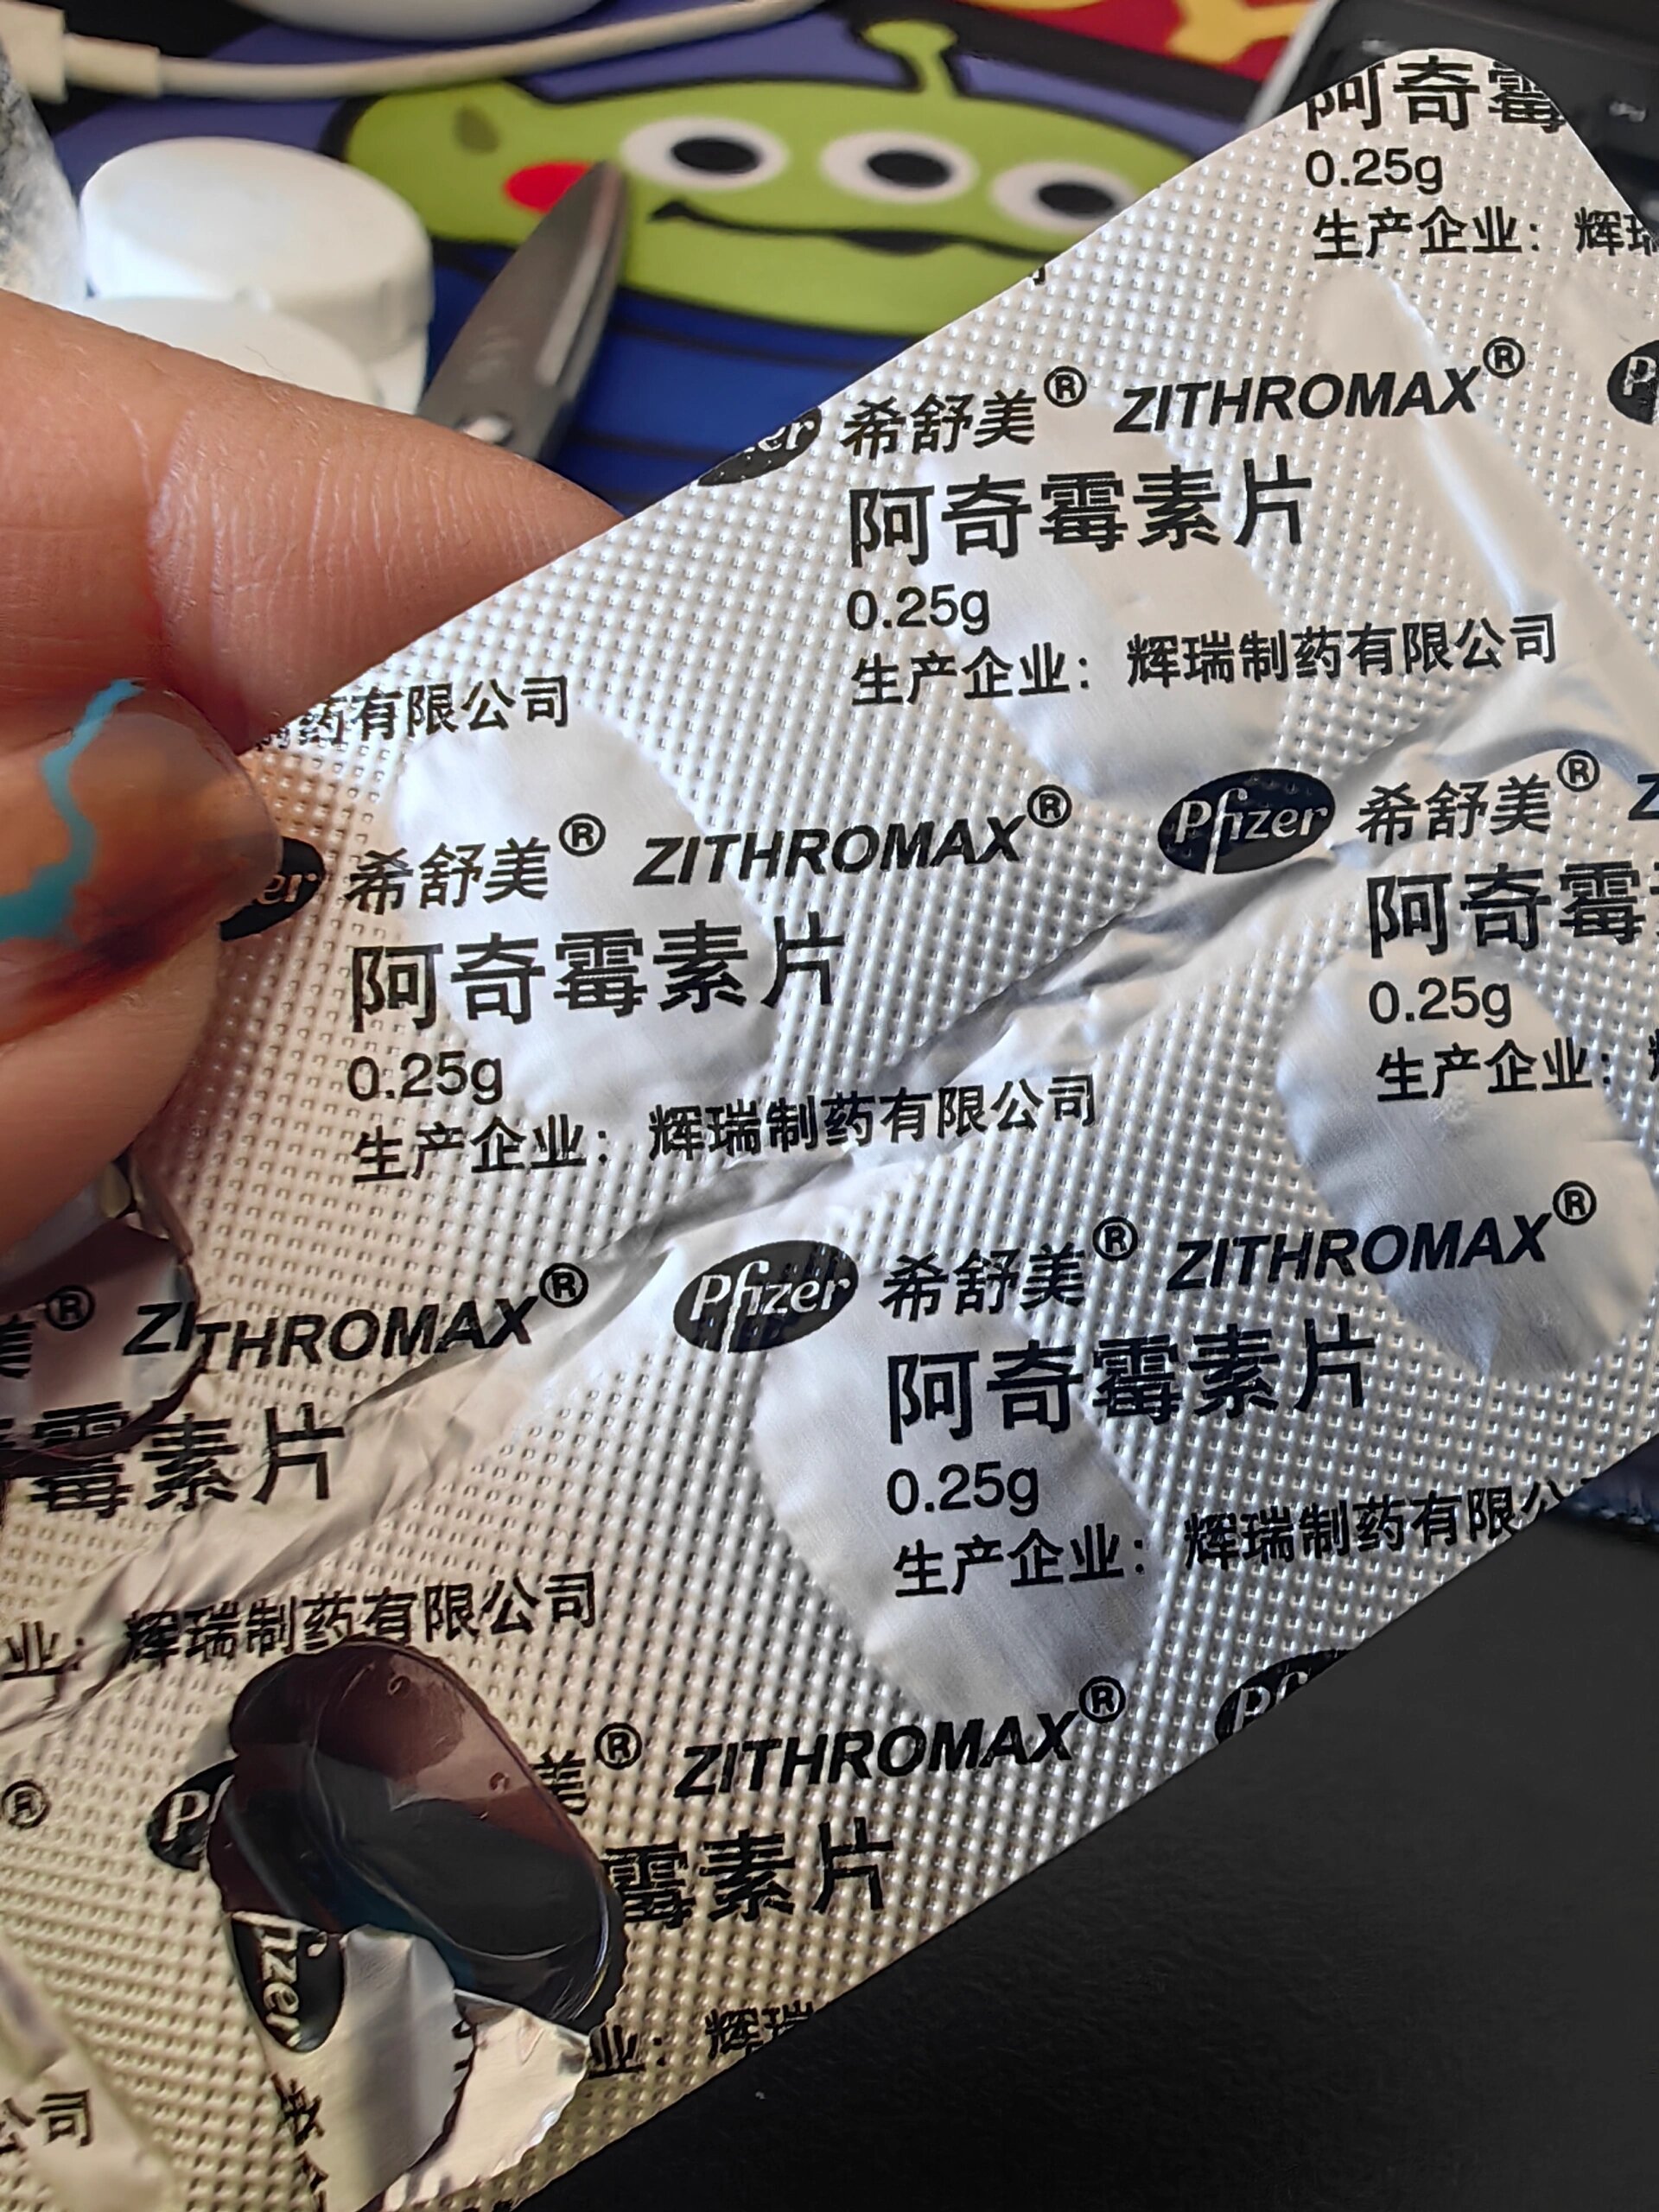 阿奇霉
0.25g
生产企业：辉瑞
希舒美® ZITHROMAX®
阿奇霉素片
0.25g
生产企业：辉瑞制药有限公司
药有限公司
希舒美® ZITHROMAX®
阿奇霉素片
0.25g
生产企业：辉瑞制药有限公司
Pfizer 希舒美®
阿奇霉
0.25g
生产企业：
美® ZITHROMAX®
霉素片
业：辉瑞制药有限公司
Pfizer 希舒美® ZITHROMAX®
阿奇霉素片
0.25g
生产企业：辉瑞制药有限公
美® ZITHROMAX®
霉素片
业：辉瑞
fizer
公司